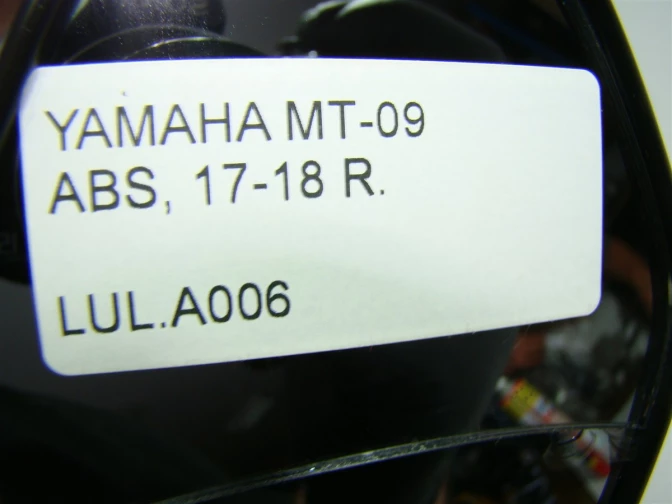 YAMAHA MT-09
ABS, 17-18 R.
LUL.A006